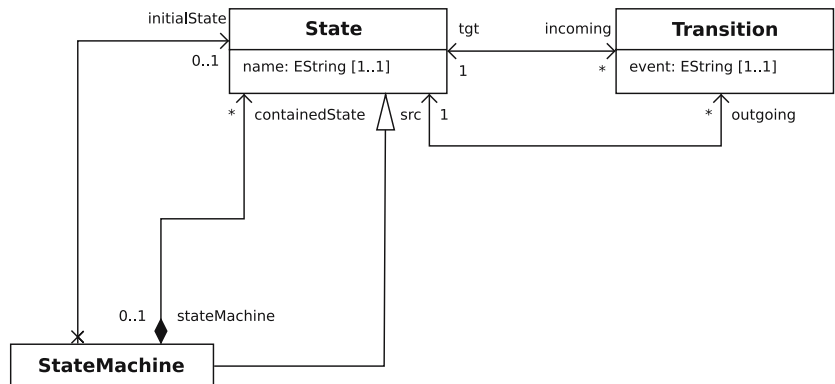 initialState
State
tgt
incoming
Transition
0..1
name: EString [1..1]
1
*
event: EString [1..1]
*
containedState
src
1
*
outgoing
0..1
stateMachine
StateMachine